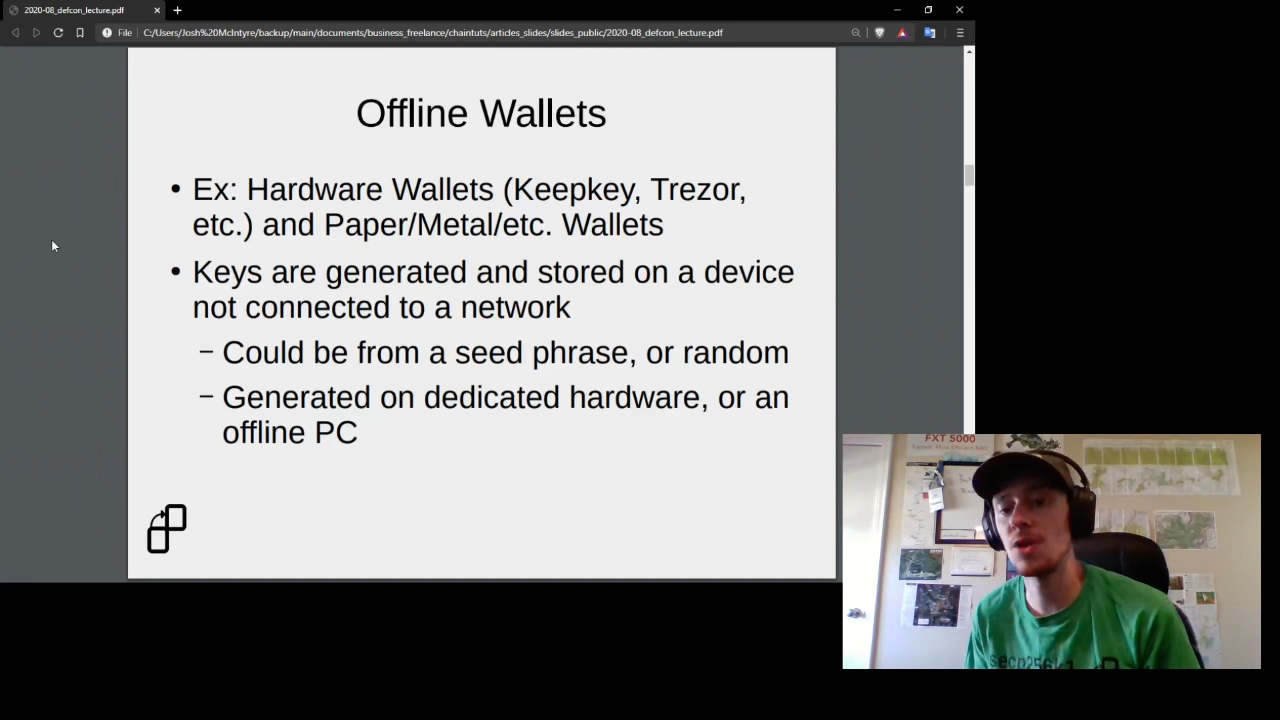 2020-08_defcon_lecture.pdf
File
C:/Users/Josh%20McIntyre/backup/main/documents/business_freelance/chaintuts/articles_slides/slides_public/2020-08_defcon_lecture.pdf
Offline Wallets
• Ex: Hardware Wallets (Keepkey, Trezor,
etc.) and Paper/Metal/etc. Wallets
• Keys are generated and stored on a device
not connected to a network
– Could be from a seed phrase, or random
– Generated on dedicated hardware, or an
offline PC
FXT 5000
secp256k1